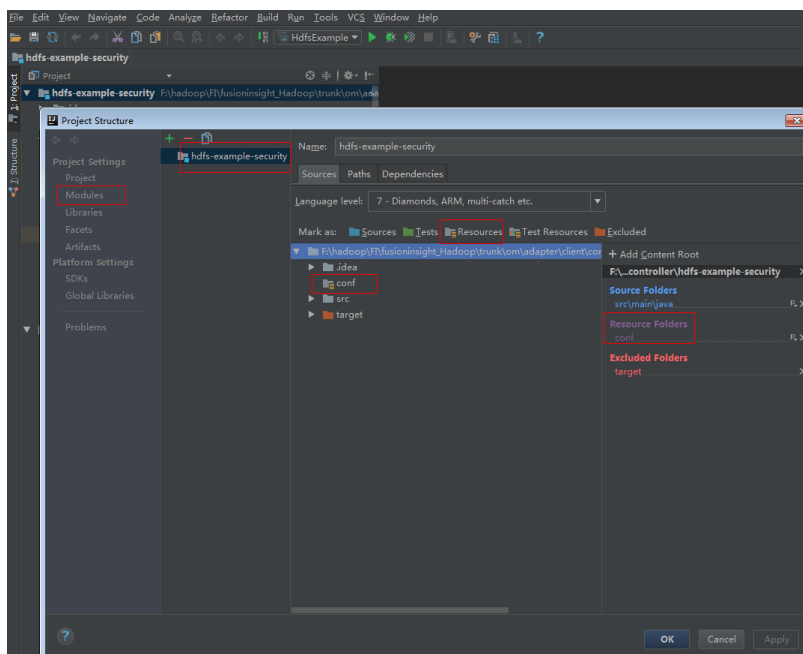 File Edit View Navigate Code Analyze Refactor Build Run Tools VCS Window Help
HdfsExample
hdfs-example-security
Project
hdfs-example-security F:\hadoop\FI\fusioninsight_Hadoop\trunk\om\
1: Project
Z: Structure
Project Structure
Project Settings
Project
Modules
Libraries
Facets
Artifacts
Platform Settings
SDKs
Global Libraries
Problems
hdfs-example-security
Name: hdfs-example-security
Sources Paths Dependencies
Language level: 7 - Diamonds, ARM, multi-catch etc.
Mark as: Sources Tests Resources Test Resources Excluded
F:\hadoop\FI\fusioninsight_Hadoop\trunk\om\adapter\client\cor
.idea
conf
src
target
+ Add Content Root
F:\...controller\hdfs-example-security
Source Folders
src\main\java
Resource Folders
conf
Excluded Folders
target
?
OK Cancel Apply